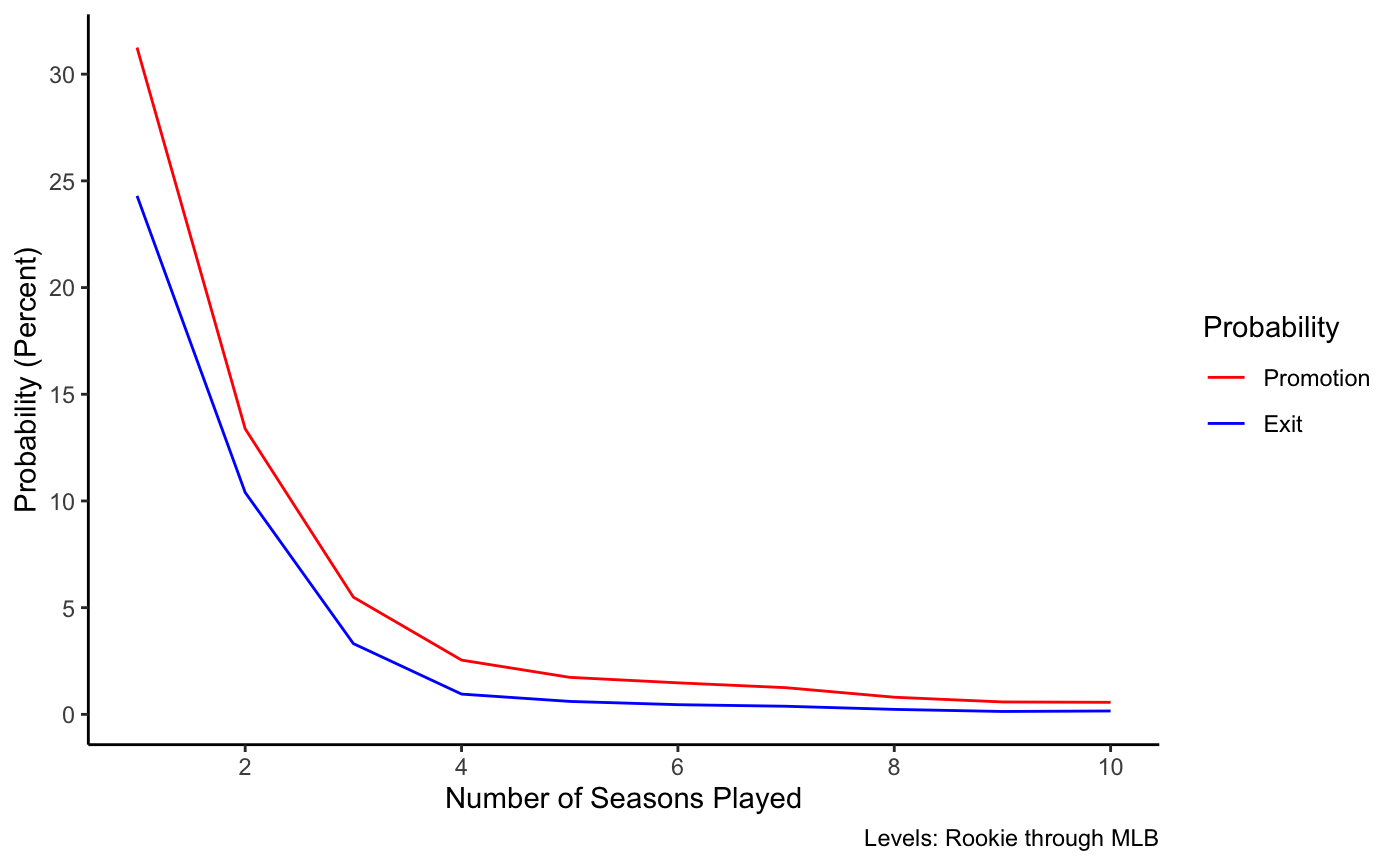 30
25
20
15
10
5
0
Probability (Percent)
2 4 6 8 10
Number of Seasons Played
Levels: Rookie through MLB
Probability
Promotion
Exit